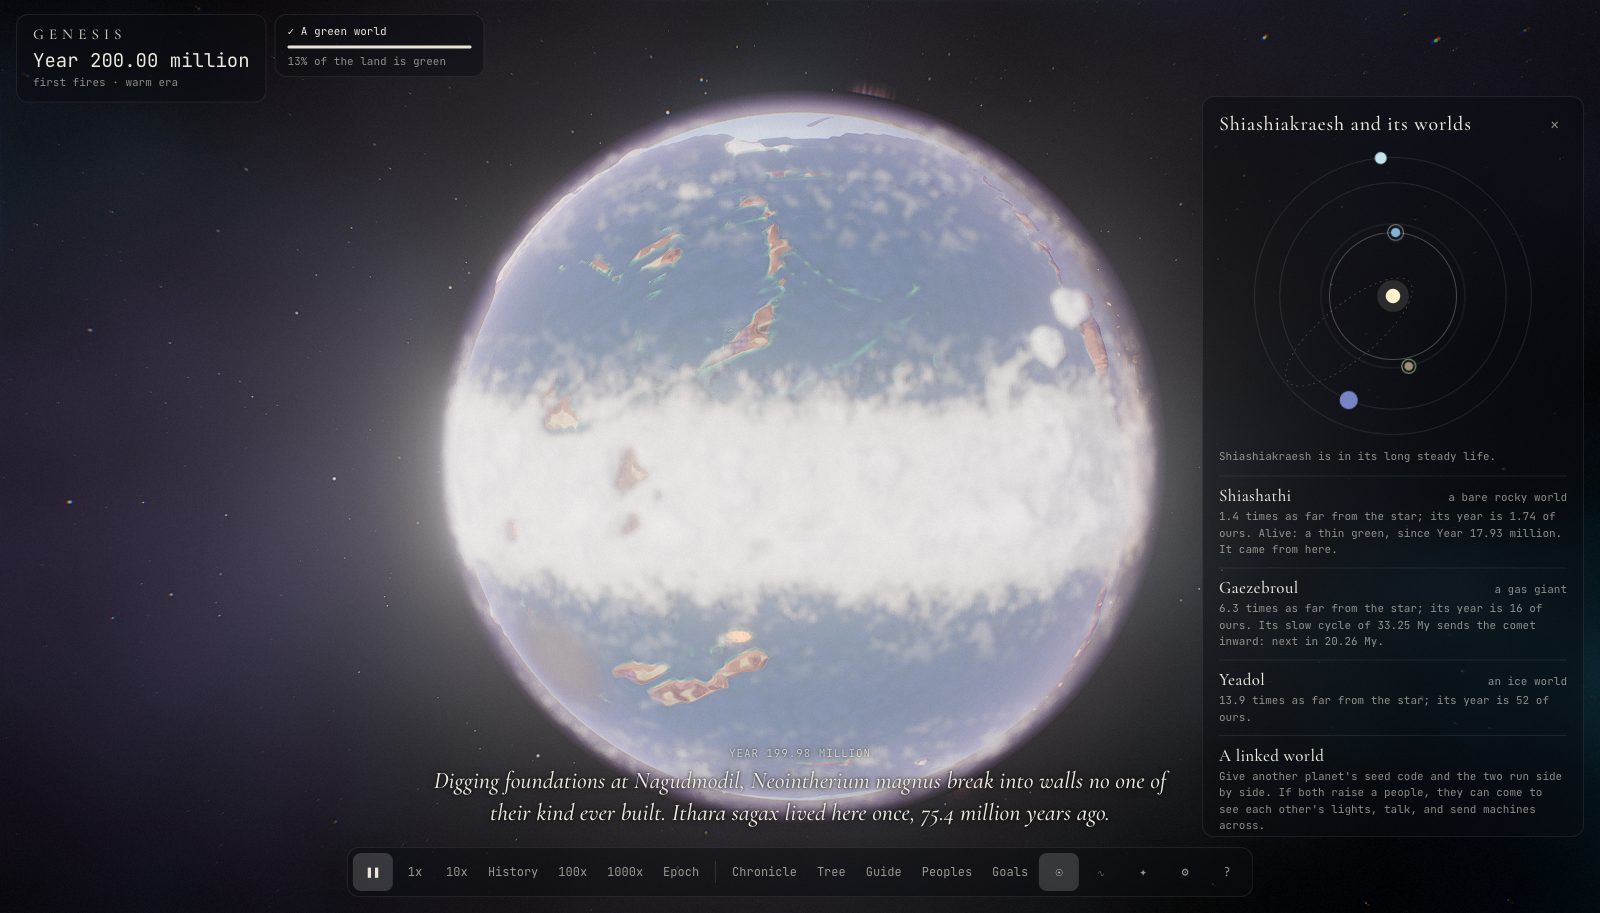 GENESIS
Year 200.00 million
first fires · warm era
✓ A green world
13% of the land is green
Shiashiakraesh and its worlds
×
Shiashiakraesh is in its long steady life.
Shiashathi
a bare rocky world
1.4 times as far from the star; its year is 1.74 of
ours. Alive: a thin green, since Year 17.93 million.
It came from here.
Gaezebroul
a gas giant
6.3 times as far from the star; its year is 16 of
ours. Its slow cycle of 33.25 My sends the comet
inward: next in 20.26 My.
Yeadol
an ice world
13.9 times as far from the star; its year is 52 of
ours.
A linked world
Give another planet's seed code and the two run side
by side. If both raise a people, they can come to
see each other's lights, talk, and send machines
across.
YEAR 199.98 MILLION
Digging foundations at Nagudmodil, Neointherium magnus break into walls no one of
their kind ever built. Ithara sagax lived here once, 75.4 million years ago.
1x 10x History 100x 1000x Epoch Chronicle Tree Guide Peoples Goals ?